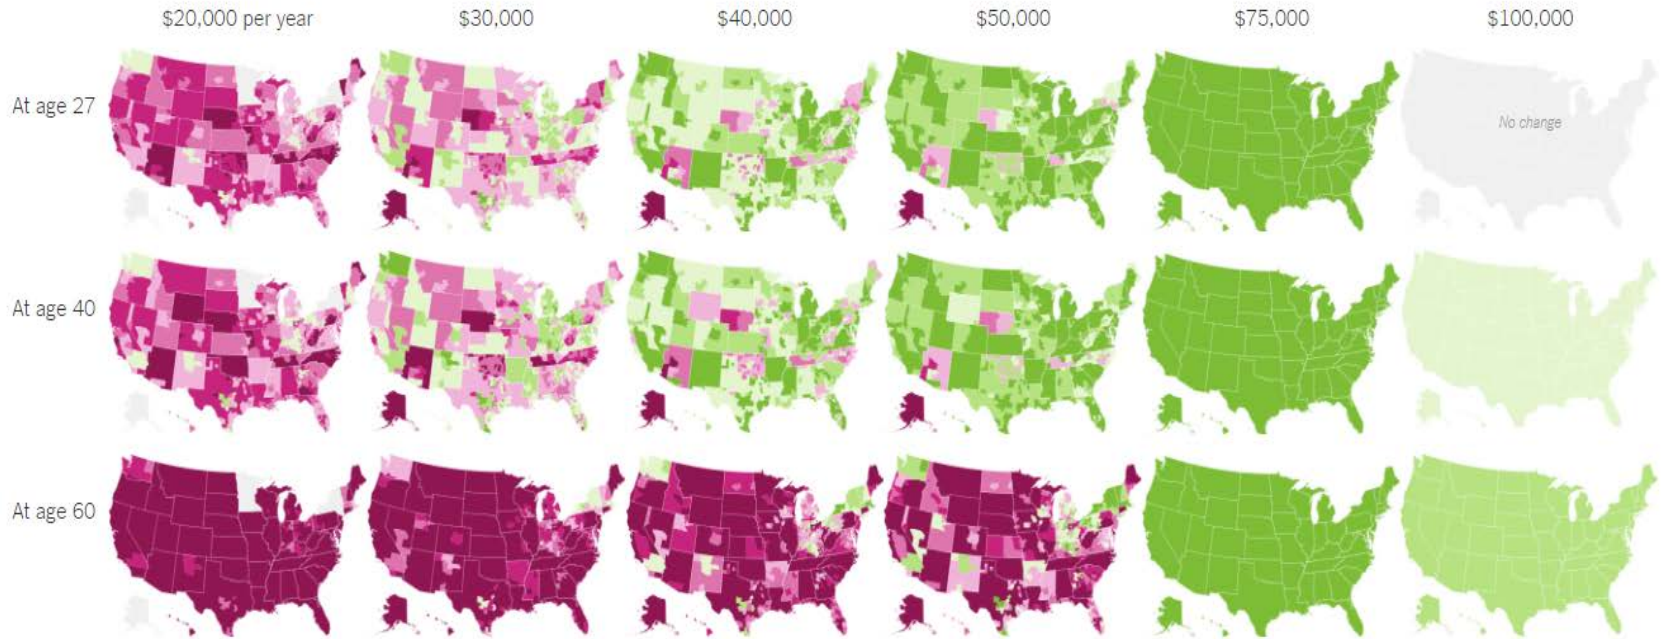 $20,000 per year
$30,000
$40,000
$50,000
$75,000
$100,000
At age 27
No change
At age 40
At age 60